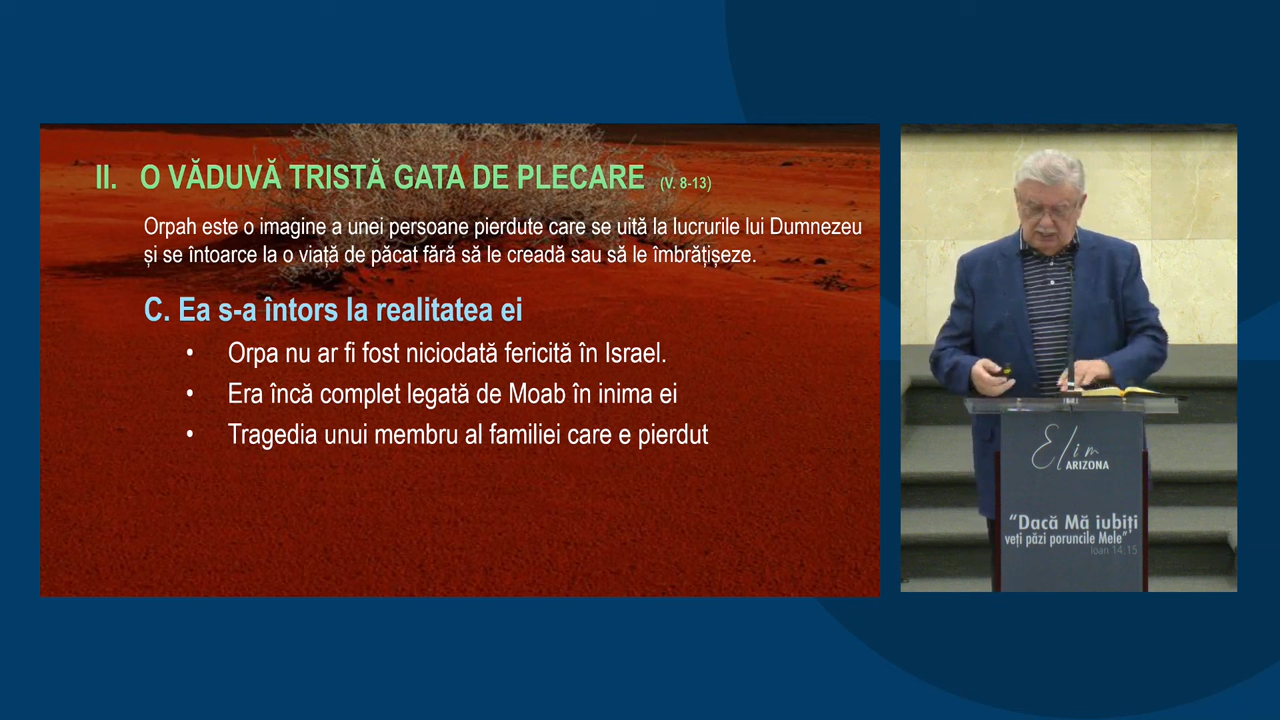 II. O VĂDUVĂ TRISTĂ GATA DE PLECARE (V. 8-13)
Orpah este o imagine a unei persoane pierdute care se uită la lucrurile lui Dumnezeu
și se întoarce la o viață de păcat fără să le creadă sau să le îmbrățișeze.
C. Ea s-a întors la realitatea ei
• Orpa nu ar fi fost niciodată fericită în Israel.
• Era încă complet legată de Moab în inima ei
• Tragedia unui membru al familiei care e pierdut
Elim
ARIZONA
“Dacă Mă iubiți
veți păzi poruncile Mele”
Ioan 14:15